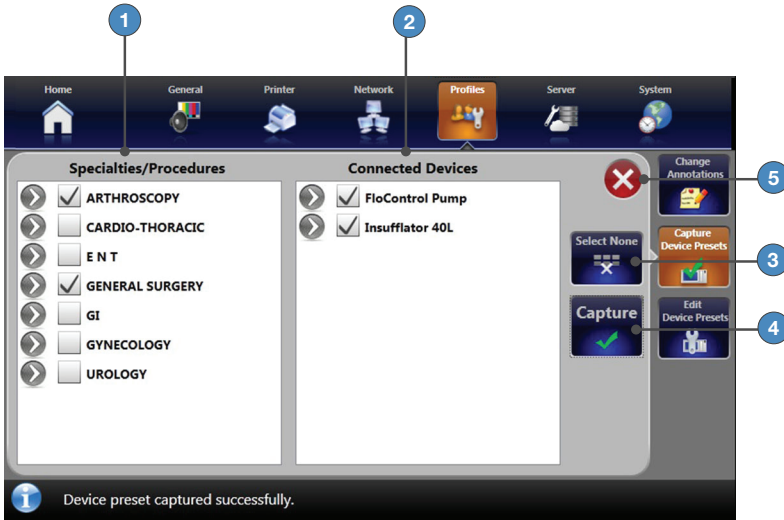 1
2
Home
General
Printer
Network
Profiles
Server
System
Specialties/Procedures
Connected Devices
ARTHROSCOPY
CARDIO-THORACIC
E N T
GENERAL SURGERY
GI
GYNECOLOGY
UROLOGY
FloControl Pump
Insufflator 40L
Select None
Capture
Change
Annotations
Capture
Device Presets
Edit
Device Presets
5
3
4
Device preset captured successfully.